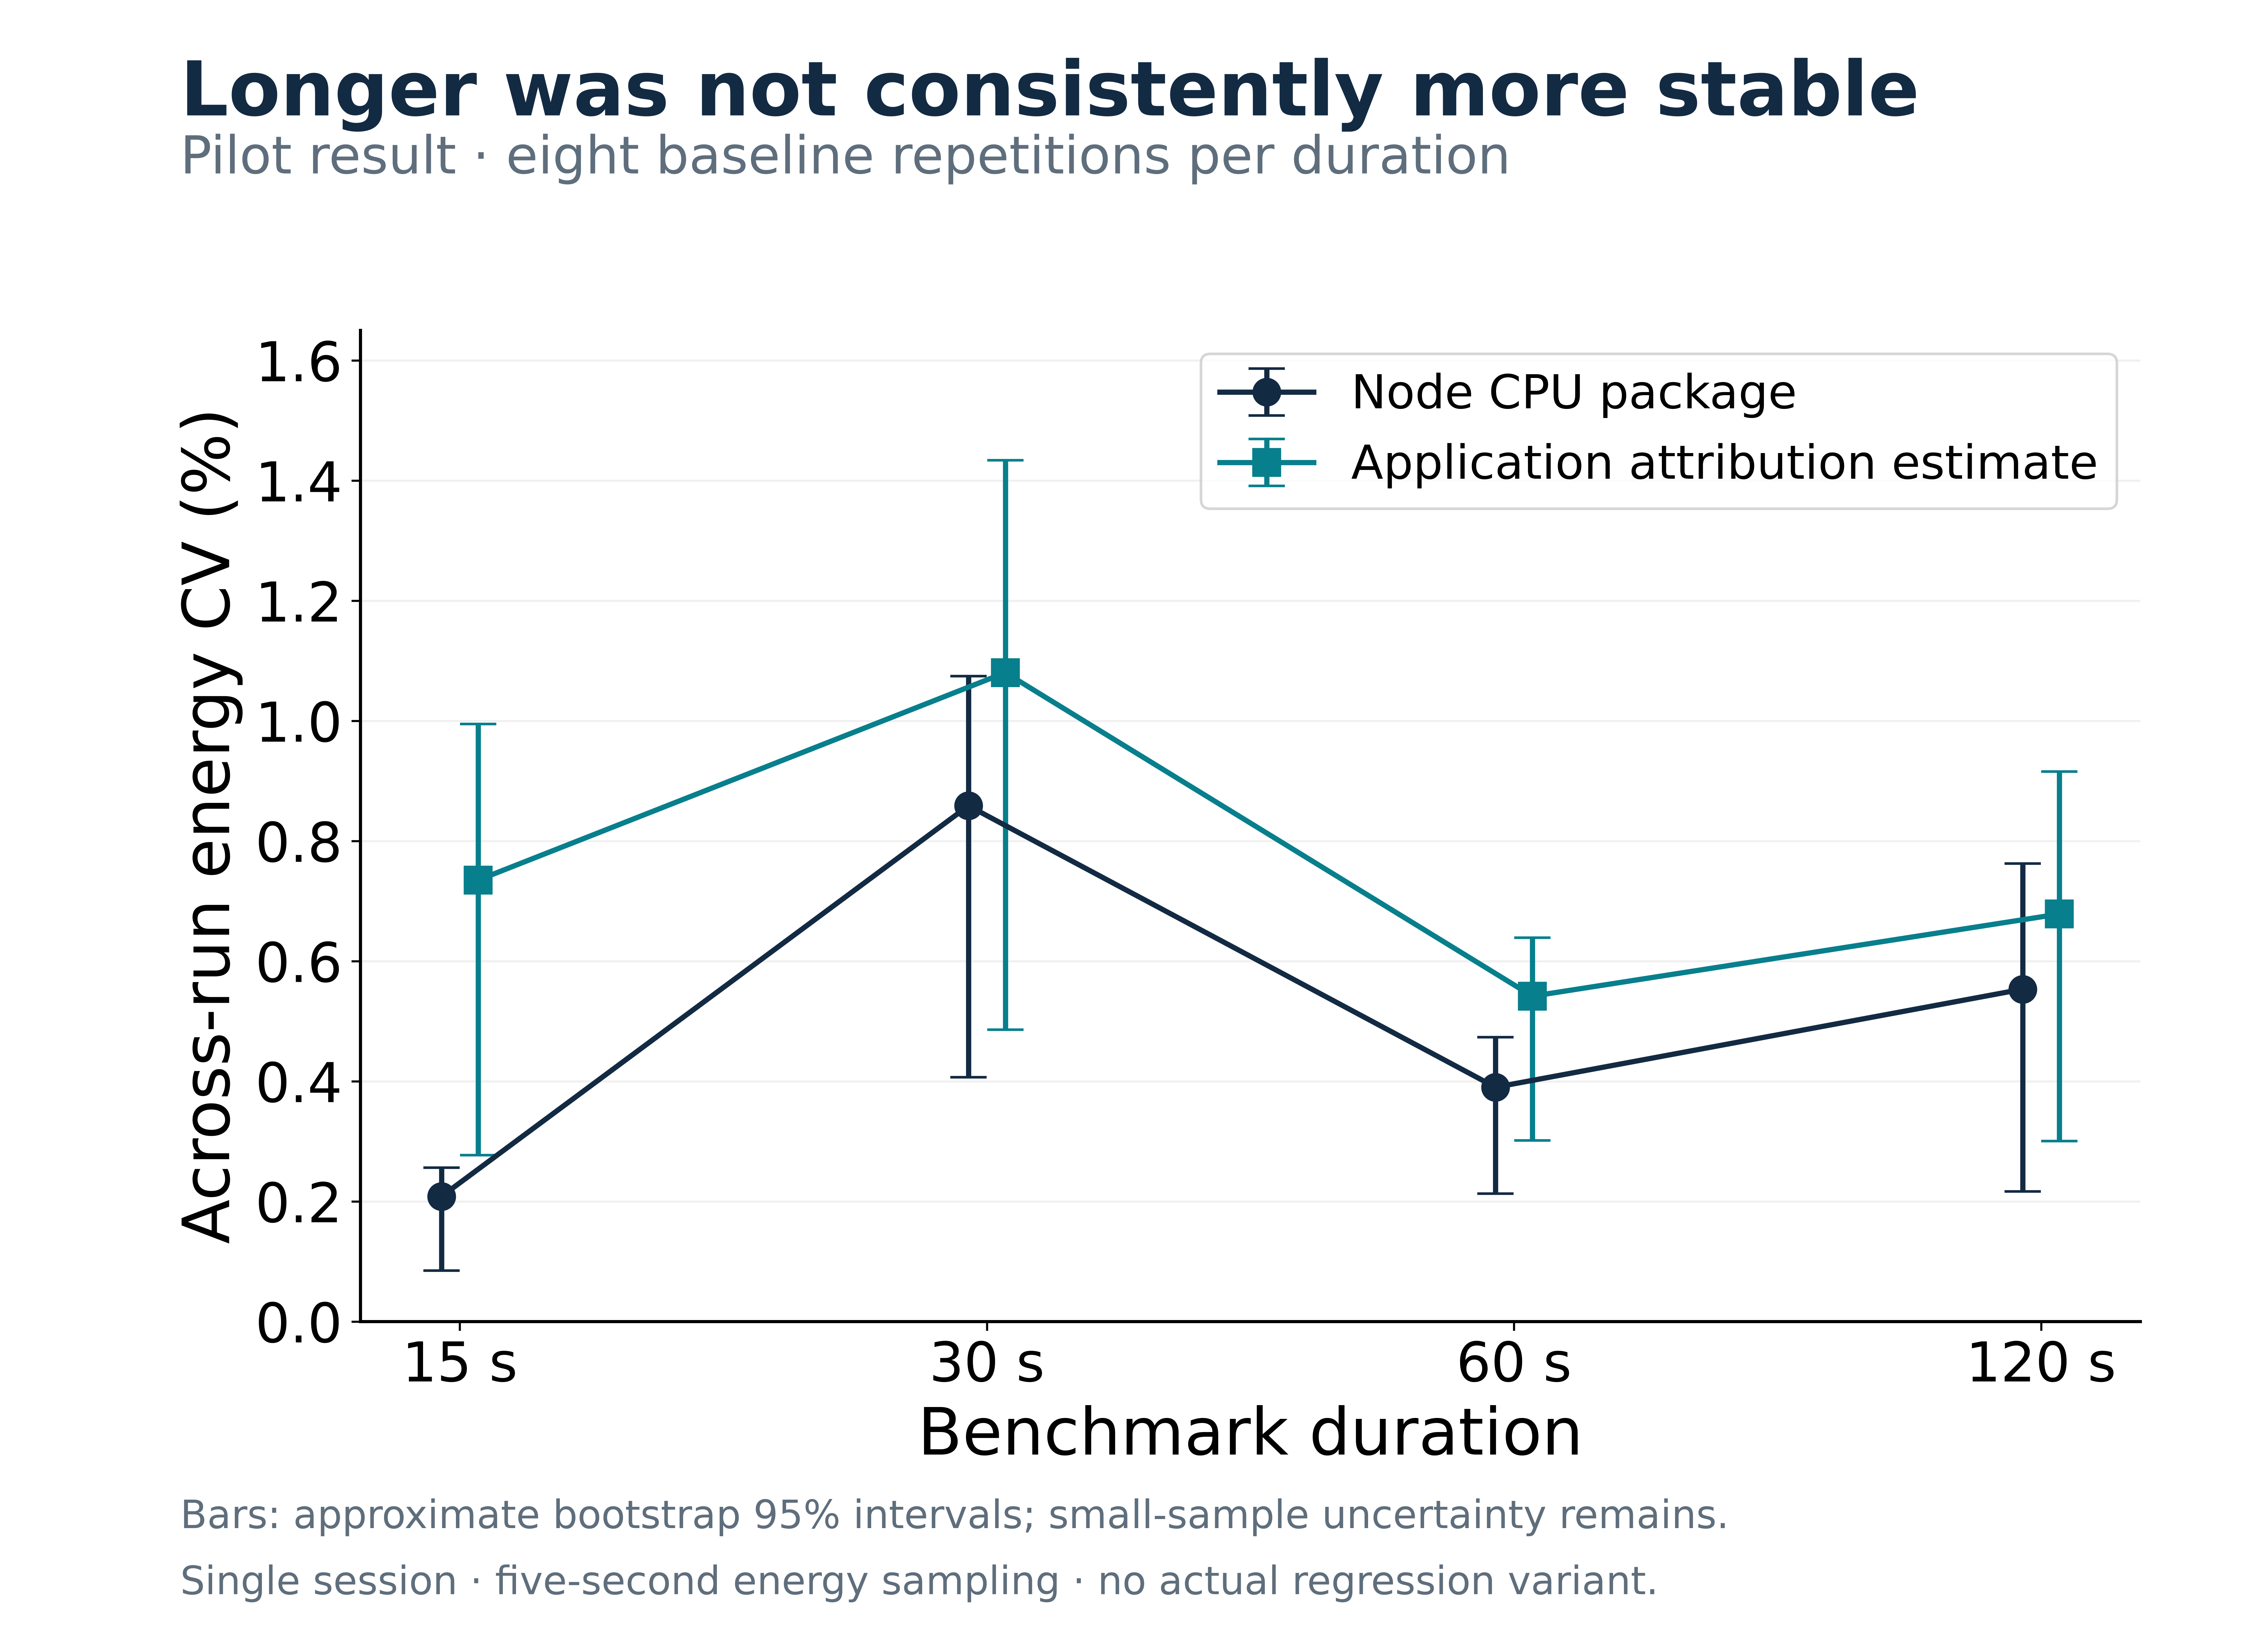 Longer was not consistently more stable
Pilot result · eight baseline repetitions per duration
Node CPU package
Application attribution estimate
Across-run energy CV (%)
1.6
1.4
1.2
1.0
0.8
0.6
0.4
0.2
0.0
15 s
30 s
60 s
120 s
Benchmark duration
Bars: approximate bootstrap 95% intervals; small-sample uncertainty remains.
Single session · five-second energy sampling · no actual regression variant.